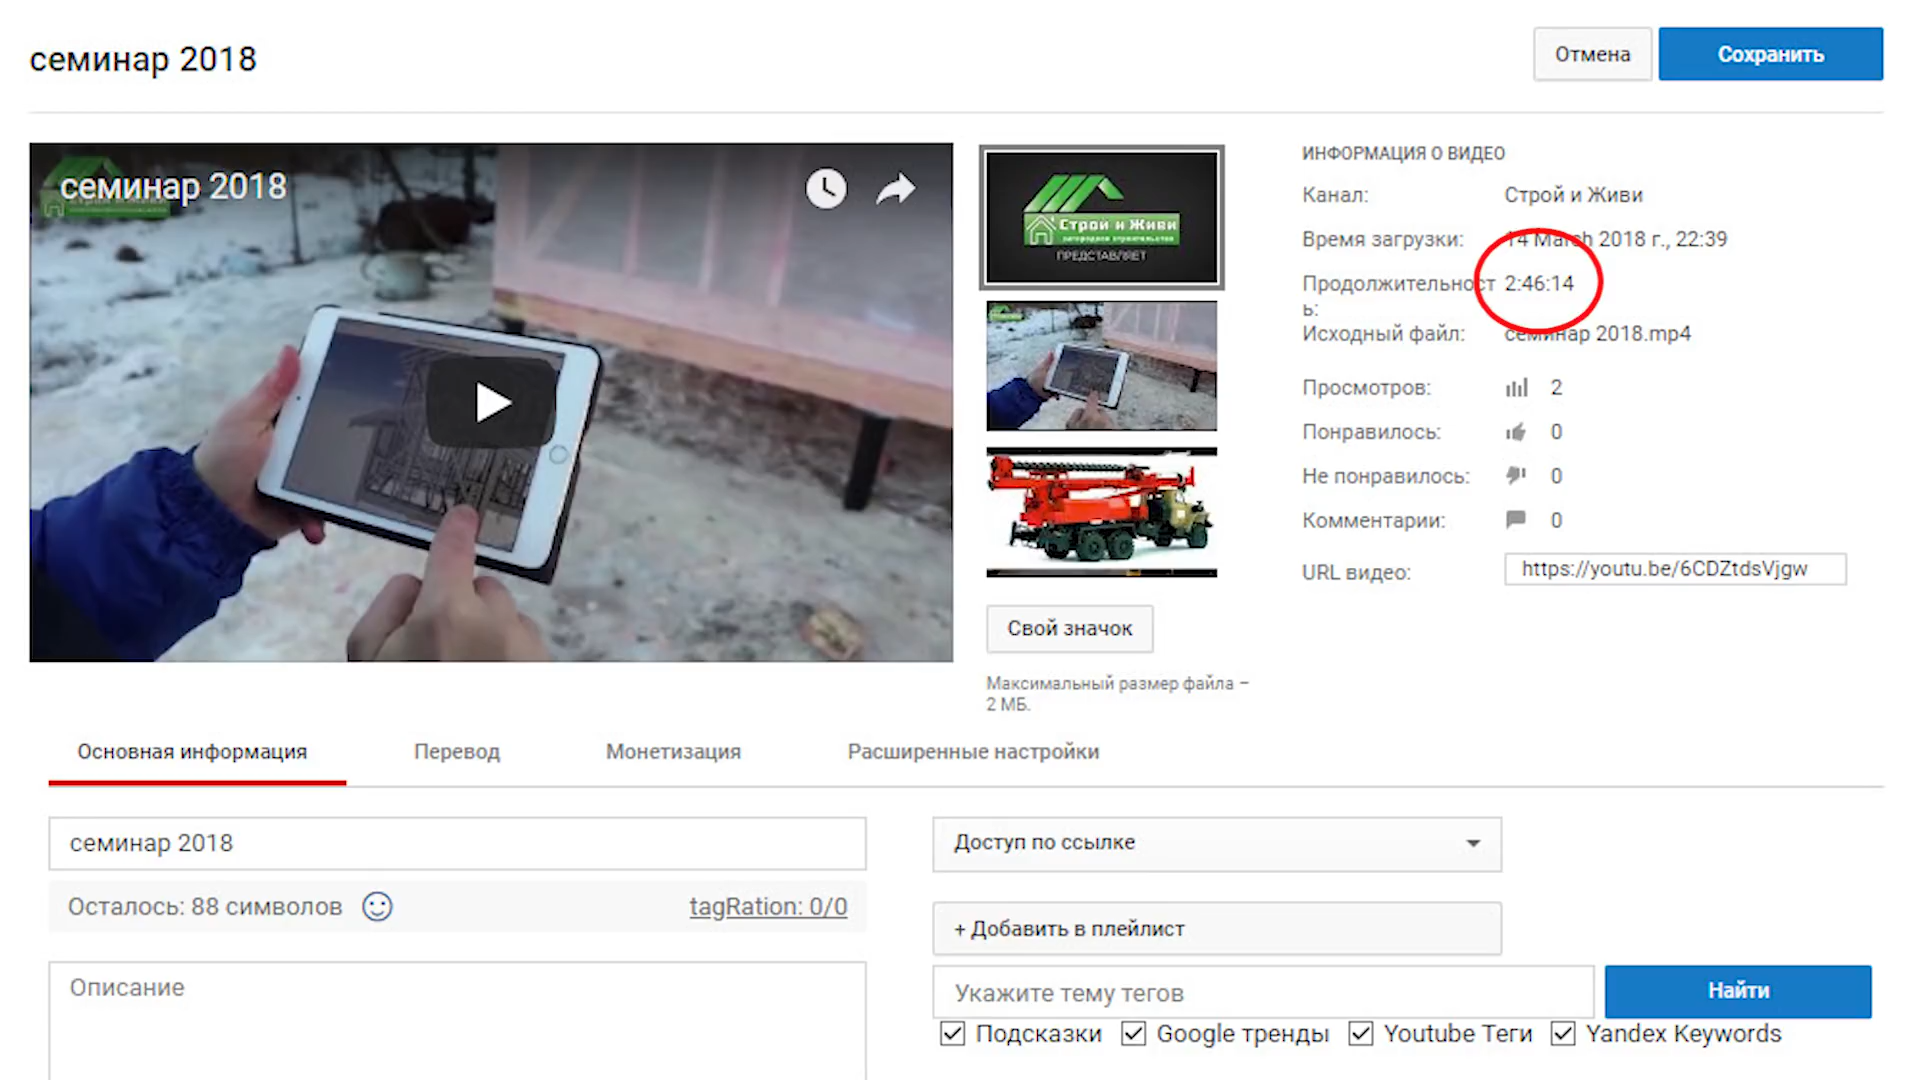 семинар 2018
Отмена
Сохранить
семинар 2018
Строй и Живи
загородное строительство
ПРЕДСТАВЛЯЕТ
Свой значок
Максимальный размер файла –
2 МБ.
ИНФОРМАЦИЯ О ВИДЕО
Канал: Строй и Живи
Время загрузки: 14 March 2018 г., 22:39
Продолжительност 2:46:14
ь:
Исходный файл: семинар 2018.mp4
Просмотров: 2
Понравилось: 0
Не понравилось: 0
Комментарии: 0
URL видео: https://youtu.be/6CDZtdsVjgw
Основная информация Перевод Монетизация Расширенные настройки
семинар 2018
Осталось: 88 символов tagRation: 0/0
Описание
Доступ по ссылке
+ Добавить в плейлист
Укажите тему тегов Найти
Подсказки Google тренды Youtube Теги Yandex Keywords